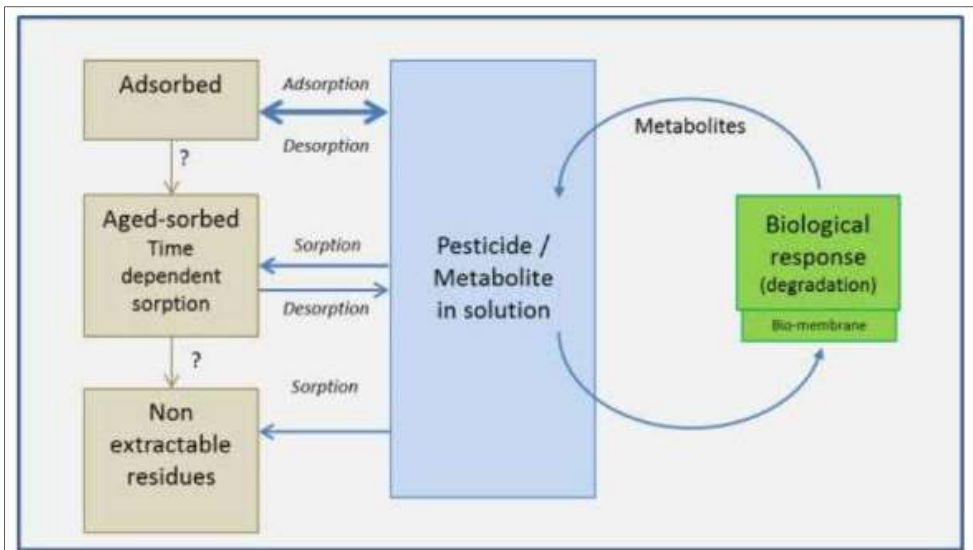 Adsorbed
Adsorption
Desorption
?
Aged-sorbed
Time
dependent
sorption
Sorption
Desorption
?
Non
extractable
residues
Sorption
Pesticide /
Metabolite
in solution
Metabolites
Biological
response
(degradation)
Bio-membrane